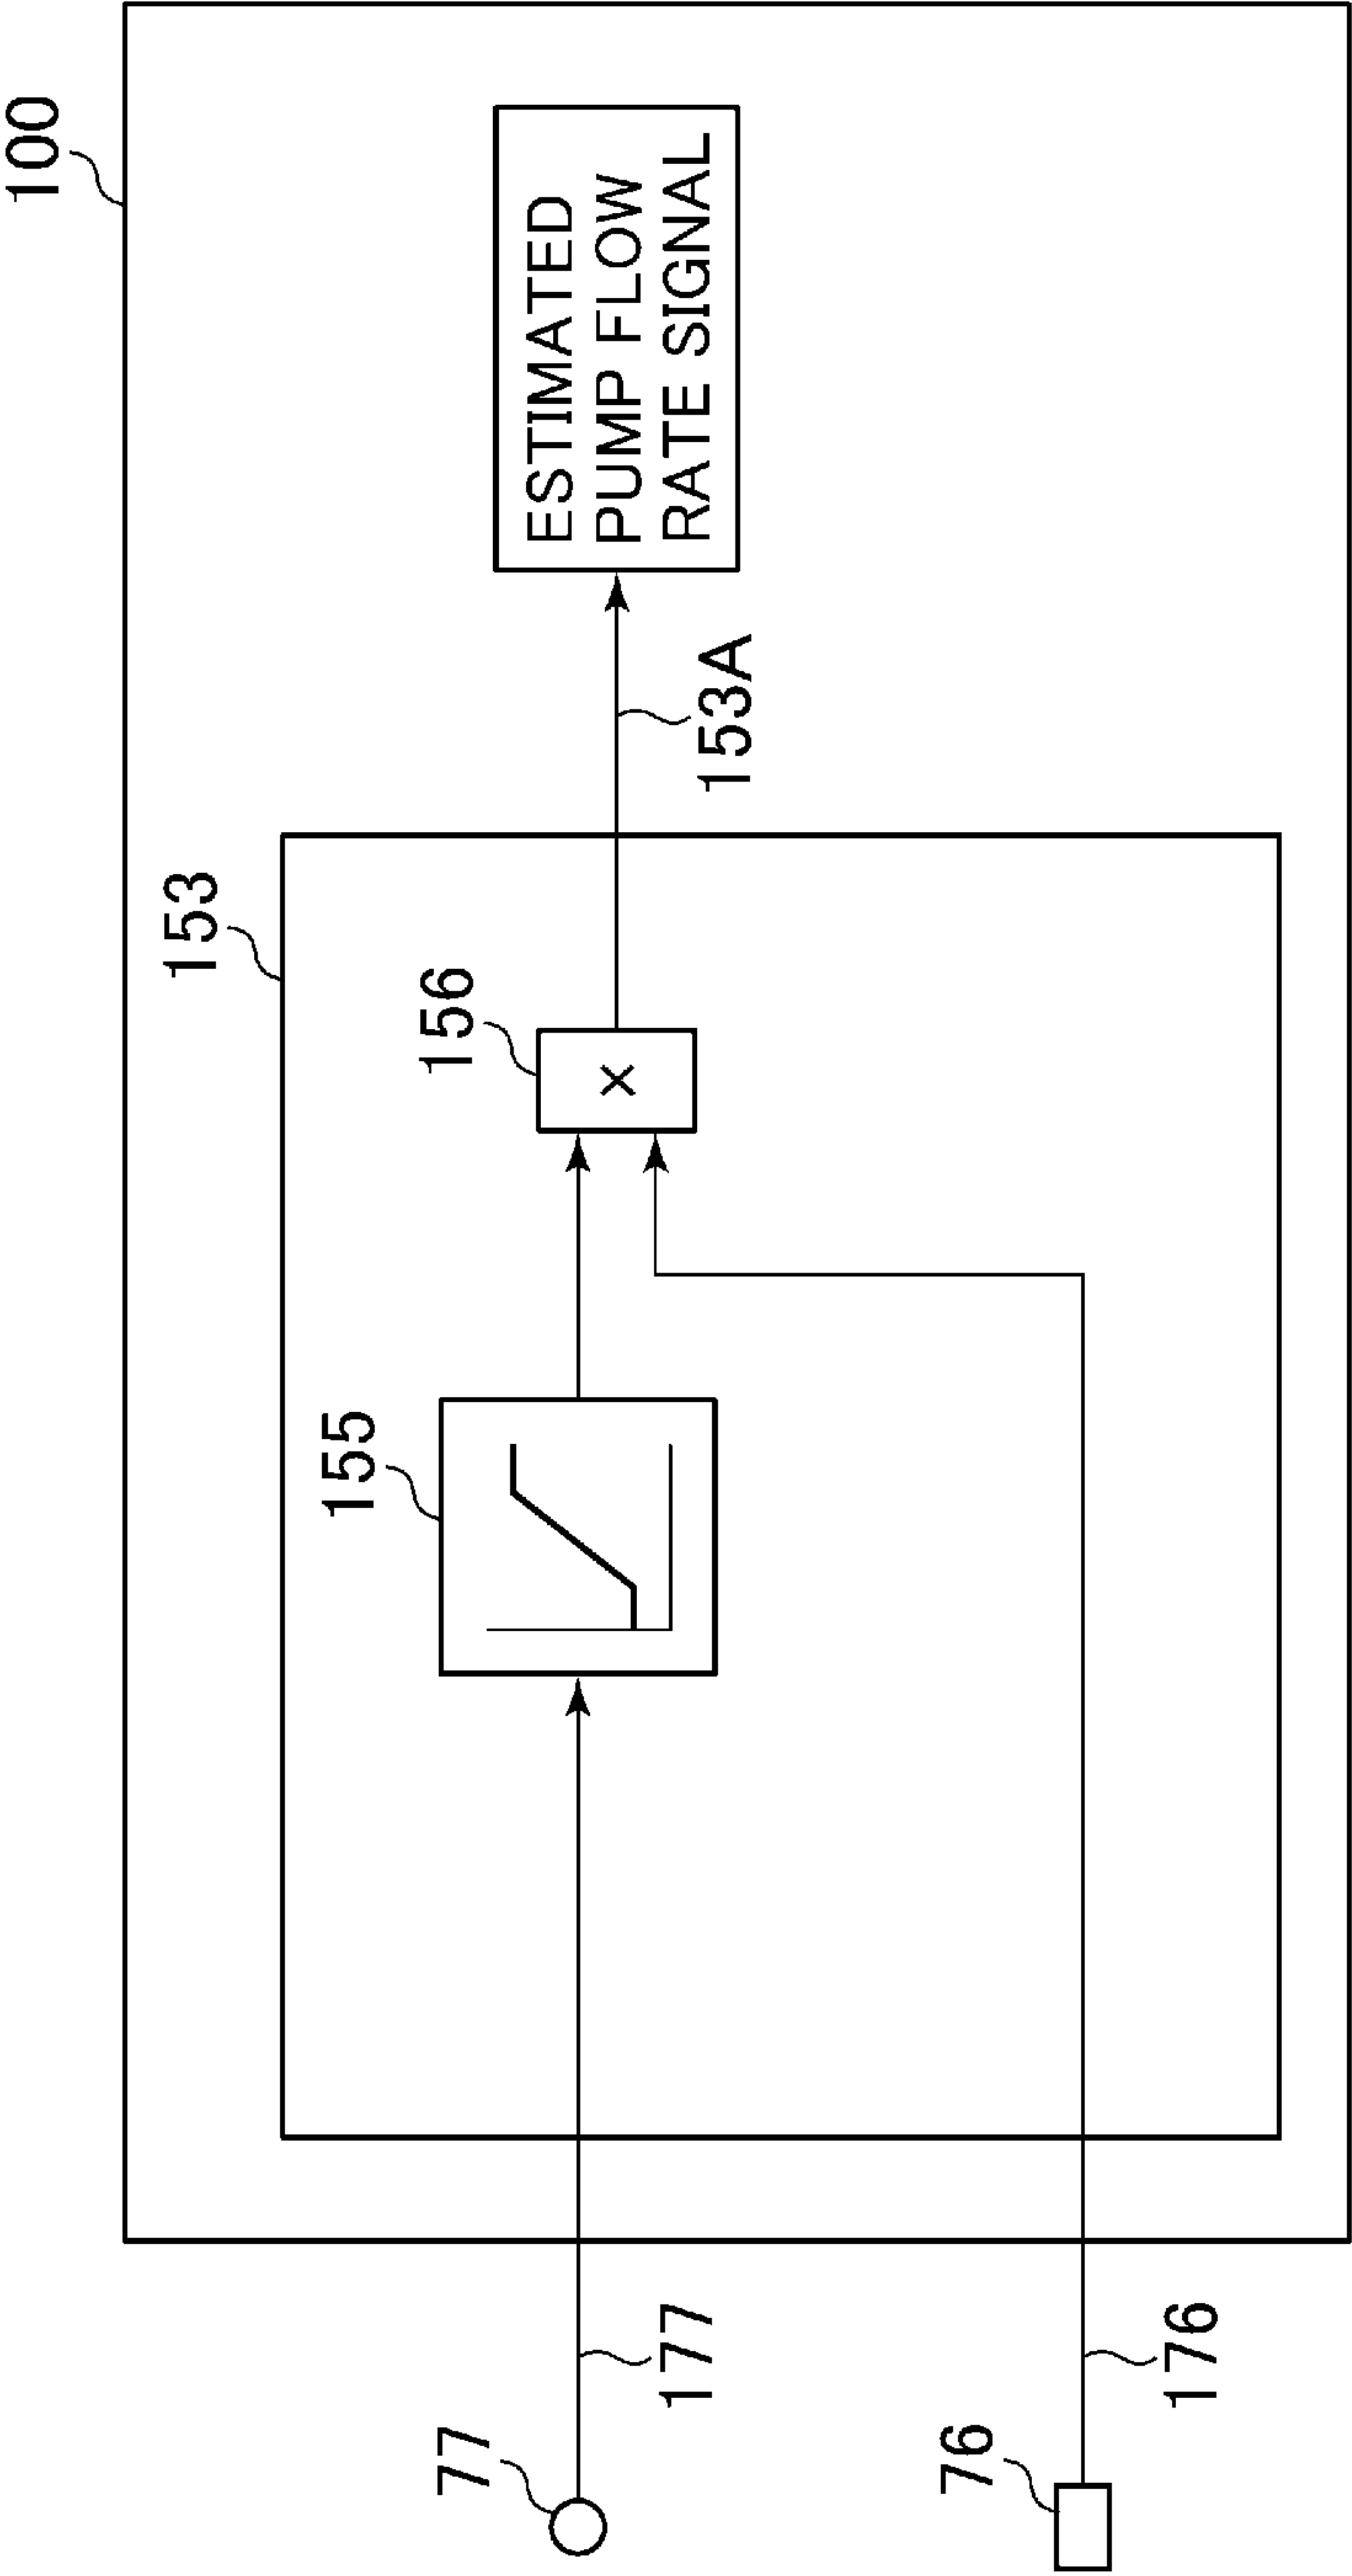 100
153
156
155
ESTIMATED
PUMP FLOW
RATE SIGNAL
153A
×
77
177
76
176